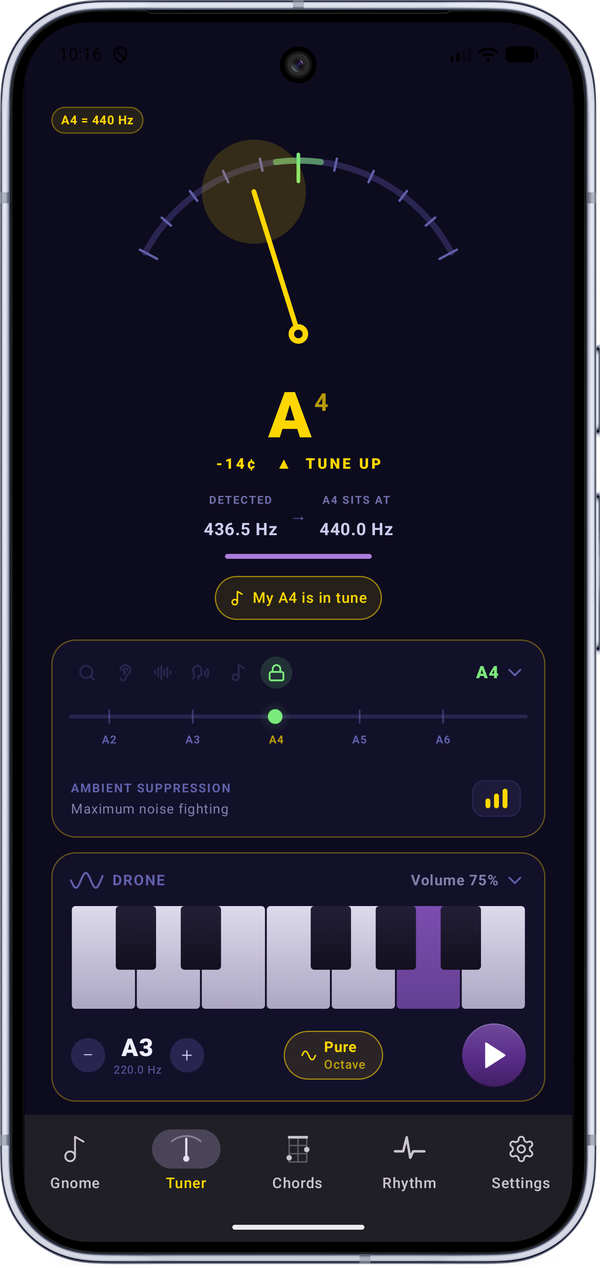 10:16
A4 = 440 Hz
A4
-14¢ ▲ TUNE UP
DETECTED A4 SITS AT
436.5 Hz → 440.0 Hz
My A4 is in tune
A4
A2 A3 A4 A5 A6
AMBIENT SUPPRESSION
Maximum noise fighting
DRONE Volume 75%
A3
220.0 Hz
Pure
Octave
Gnome Tuner Chords Rhythm Settings